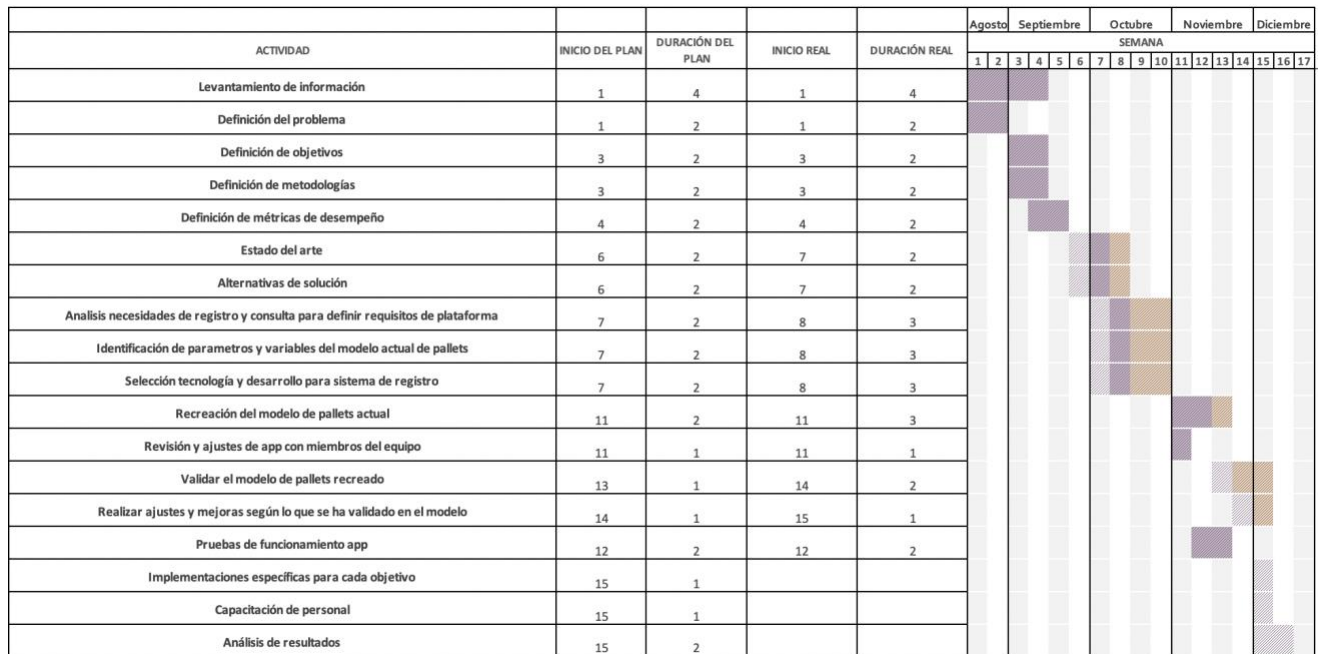 Agosto Septiembre Octubre Noviembre Diciembre
ACTIVIDAD INICIO DEL PLAN DURACIÓN DEL PLAN INICIO REAL DURACIÓN REAL SEMANA
1 2 3 4 5 6 7 8 9 10 11 12 13 14 15 16 17
Levantamiento de información 1 4 1 4
Definición del problema 1 2 1 2
Definición de objetivos 3 2 3 2
Definición de metodologías 3 2 3 2
Definición de métricas de desempeño 4 2 4 2
Estado del arte 6 2 7 2
Alternativas de solución 6 2 7 2
Analisis necesidades de registro y consulta para definir requisitos de plataforma 7 2 8 3
Identificación de parametros y variables del modelo actual de pallets 7 2 8 3
Selección tecnología y desarrollo para sistema de registro 7 2 8 3
Recreación del modelo de pallets actual 11 2 11 3
Revisión y ajustes de app con miembros del equipo 11 1 11 1
Validar el modelo de pallets recreado 13 1 14 2
Realizar ajustes y mejoras según lo que se ha validado en el modelo 14 1 15 1
Pruebas de funcionamiento app 12 2 12 2
Implementaciones específicas para cada objetivo 15 1
Capacitación de personal 15 1
Análisis de resultados 15 2